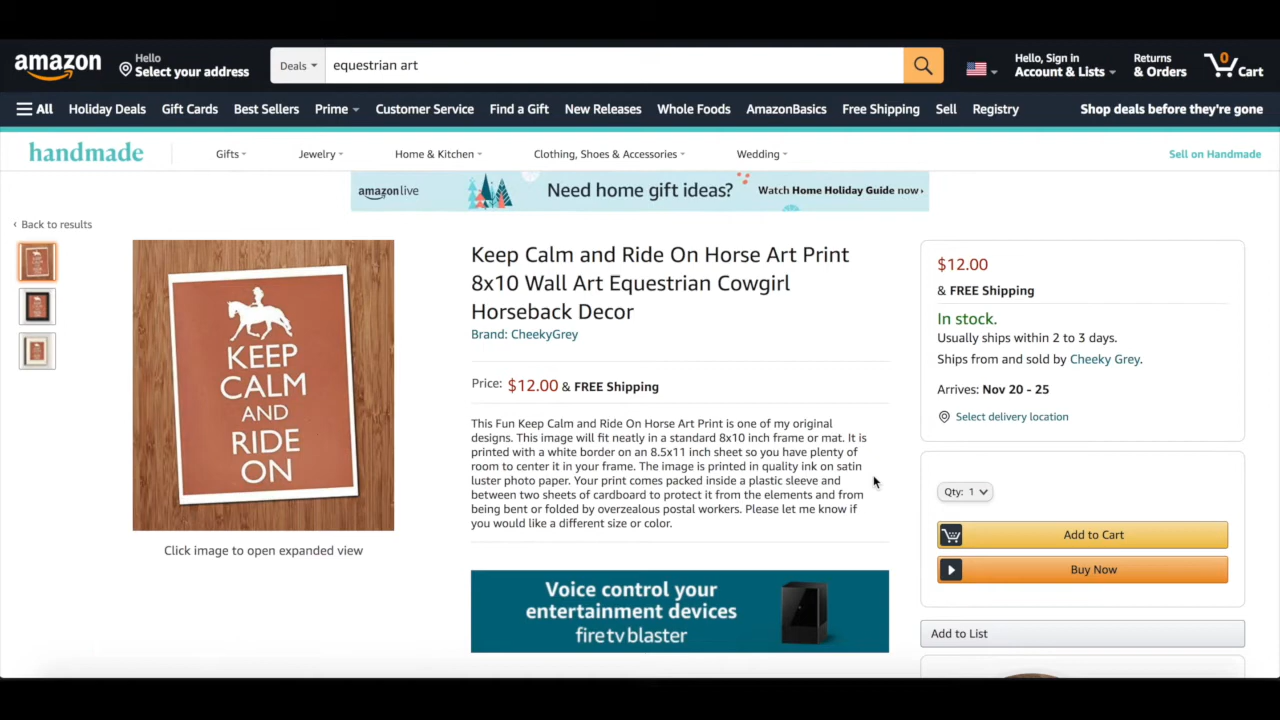 amazon
Hello
Select your address
Deals
equestrian art
Hello, Sign in
Account & Lists
Returns
& Orders
0
Cart
All
Holiday Deals
Gift Cards
Best Sellers
Prime
Customer Service
Find a Gift
New Releases
Whole Foods
AmazonBasics
Free Shipping
Sell
Registry
Shop deals before they're gone
handmade
Gifts
Jewelry
Home & Kitchen
Clothing, Shoes & Accessories
Wedding
Sell on Handmade
amazonlive
Need home gift ideas?
Watch Home Holiday Guide now ›
‹ Back to results
KEEP
CALM
AND
RIDE
ON
Click image to open expanded view
Keep Calm and Ride On Horse Art Print
8x10 Wall Art Equestrian Cowgirl
Horseback Decor
Brand: CheekyGrey
Price: $12.00 & FREE Shipping
This Fun Keep Calm and Ride On Horse Art Print is one of my original
designs. This image will fit neatly in a standard 8x10 inch frame or mat. It is
printed with a white border on an 8.5x11 inch sheet so you have plenty of
room to center it in your frame. The image is printed in quality ink on satin
luster photo paper. Your print comes packed inside a plastic sleeve and
between two sheets of cardboard to protect it from the elements and from
being bent or folded by overzealous postal workers. Please let me know if
you would like a different size or color.
Voice control your
entertainment devices
fire tv blaster
$12.00
& FREE Shipping
In stock.
Usually ships within 2 to 3 days.
Ships from and sold by Cheeky Grey.
Arrives: Nov 20 - 25
Select delivery location
Qty: 1
Add to Cart
Buy Now
Add to List